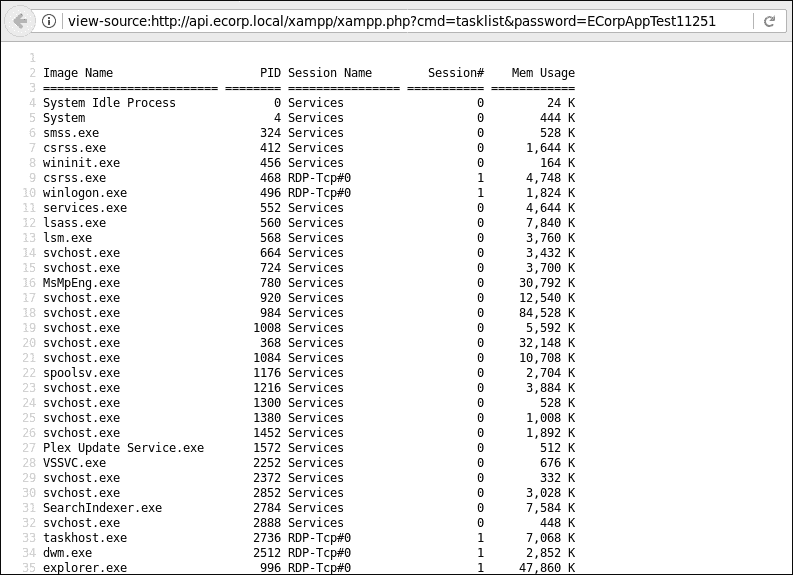 view-source:http://api.ecorp.local/xampp/xampp.php?cmd=tasklist&password=ECorpAppTest11251
1
2 Image Name                     PID Session Name        Session#    Mem Usage
3 ========================= ======== ================ =========== ============
4 System Idle Process              0 Services                   0         24 K
5 System                           4 Services                   0        444 K
6 smss.exe                       324 Services                   0        528 K
7 csrss.exe                      412 Services                   0      1,644 K
8 wininit.exe                    456 Services                   0        164 K
9 csrss.exe                      468 RDP-Tcp#0                  1      4,748 K
10 winlogon.exe                   496 RDP-Tcp#0                  1      1,824 K
11 services.exe                   552 Services                   0      4,644 K
12 lsass.exe                      560 Services                   0      7,840 K
13 lsm.exe                        568 Services                   0      3,760 K
14 svchost.exe                    664 Services                   0      3,432 K
15 svchost.exe                    724 Services                   0      3,700 K
16 MsMpEng.exe                    780 Services                   0     30,792 K
17 svchost.exe                    920 Services                   0     12,540 K
18 svchost.exe                    984 Services                   0     84,528 K
19 svchost.exe                   1008 Services                   0      5,592 K
20 svchost.exe                    368 Services                   0     32,148 K
21 svchost.exe                   1084 Services                   0     10,708 K
22 spoolsv.exe                   1176 Services                   0      2,704 K
23 svchost.exe                   1216 Services                   0      3,884 K
24 svchost.exe                   1300 Services                   0        528 K
25 svchost.exe                   1380 Services                   0      1,008 K
26 svchost.exe                   1452 Services                   0      1,892 K
27 Plex Update Service.exe       1572 Services                   0        512 K
28 VSSVC.exe                     2252 Services                   0        676 K
29 svchost.exe                   2372 Services                   0        332 K
30 svchost.exe                   2852 Services                   0      3,028 K
31 SearchIndexer.exe             2784 Services                   0      7,584 K
32 svchost.exe                   2888 Services                   0        448 K
33 taskhost.exe                  2736 RDP-Tcp#0                  1      7,068 K
34 dwm.exe                       2512 RDP-Tcp#0                  1      2,852 K
35 explorer.exe                   996 RDP-Tcp#0                  1     47,860 K